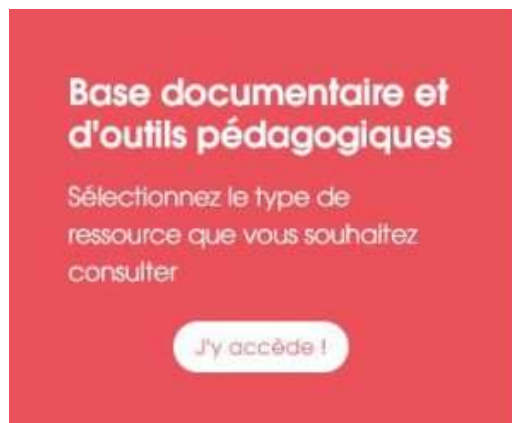 Base documentaire et
d'outils pédagogiques
Sélectionnez le type de
ressource que vous souhaitez
consulter
J'y accède !